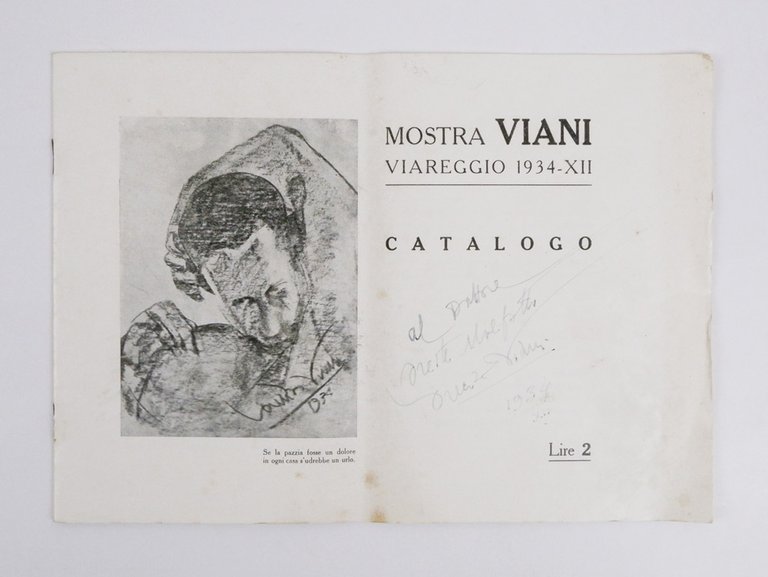 MOSTRA VIANI
VIAREGGIO 1934-XII
CATALOGO
al Dottore
1934
Lire 2
Se la pazzia fosse un dolore
in ogni casa s'udrebbe un urlo.